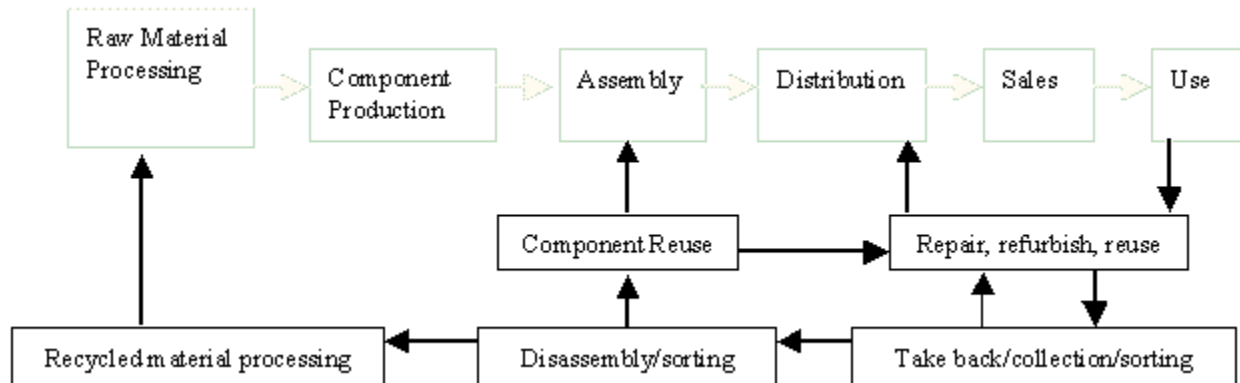 Raw Material
Processing
Component
Production
Assembly
Distribution
Sales
Use
Component Reuse
Repair, refurbish, reuse
Recycled material processing
Disassembly/sorting
Take back/collection/sorting